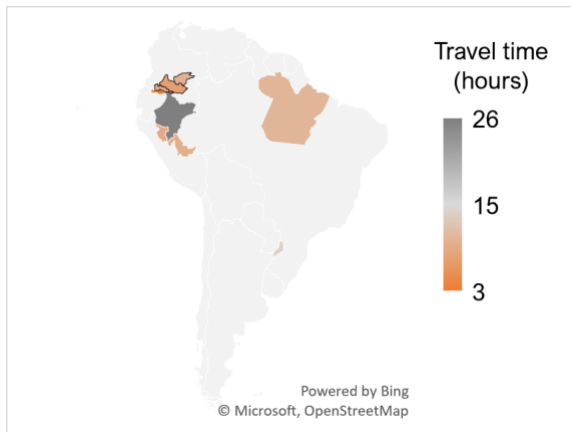 Travel time
(hours)
26
15
3
Powered by Bing
© Microsoft, OpenStreetMap